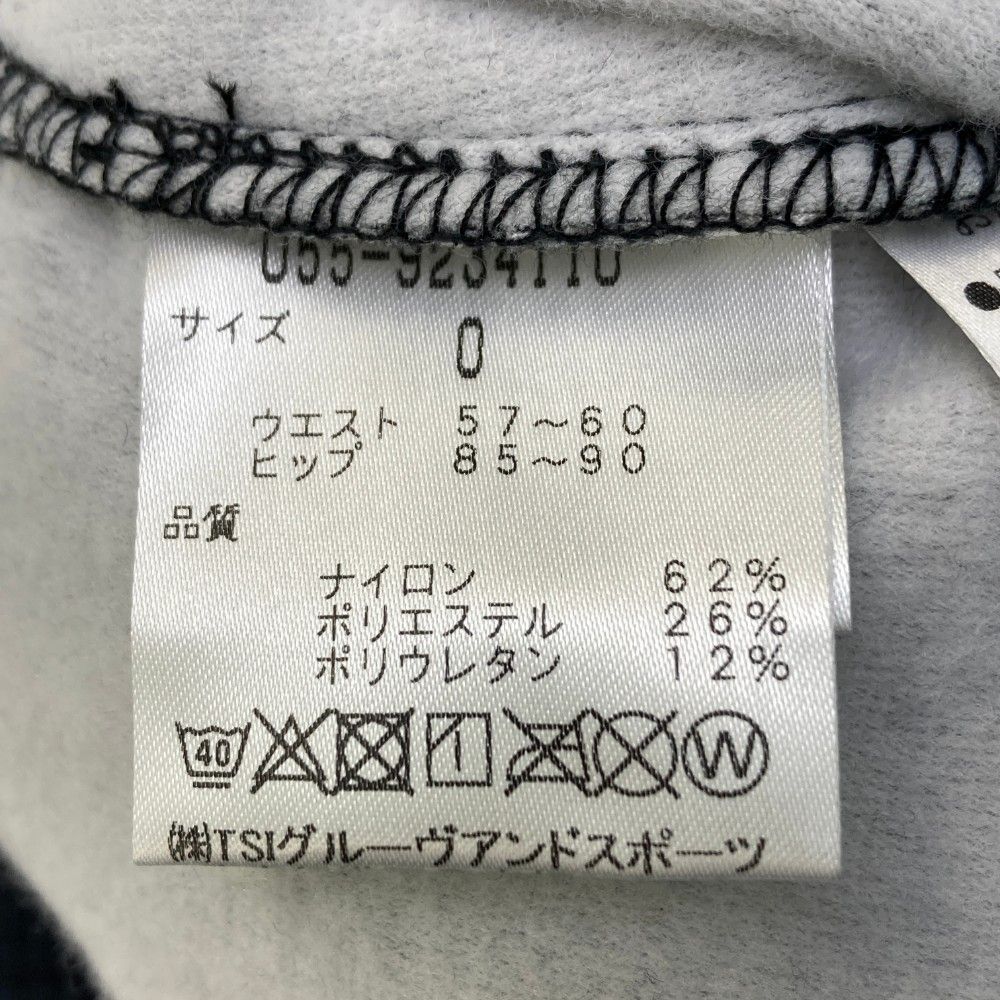 055-9234110
サイズ 0
ウエスト 57～60
ヒップ 85～90
品質
ナイロン 62%
ポリエステル 26%
ポリウレタン 12%
40 W
(株)TSIグルーヴアンドスポーツ